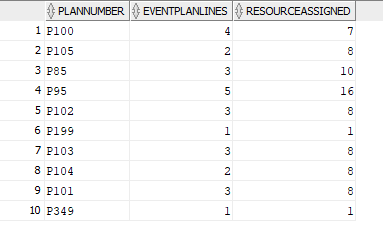 PLANNUMBER EVENTPLANLINES RESOURCEASSIGNED
1 P100 4 7
2 P105 2 8
3 P85 3 10
4 P95 5 16
5 P102 3 8
6 P199 1 1
7 P103 3 8
8 P104 2 8
9 P101 3 8
10 P349 1 1